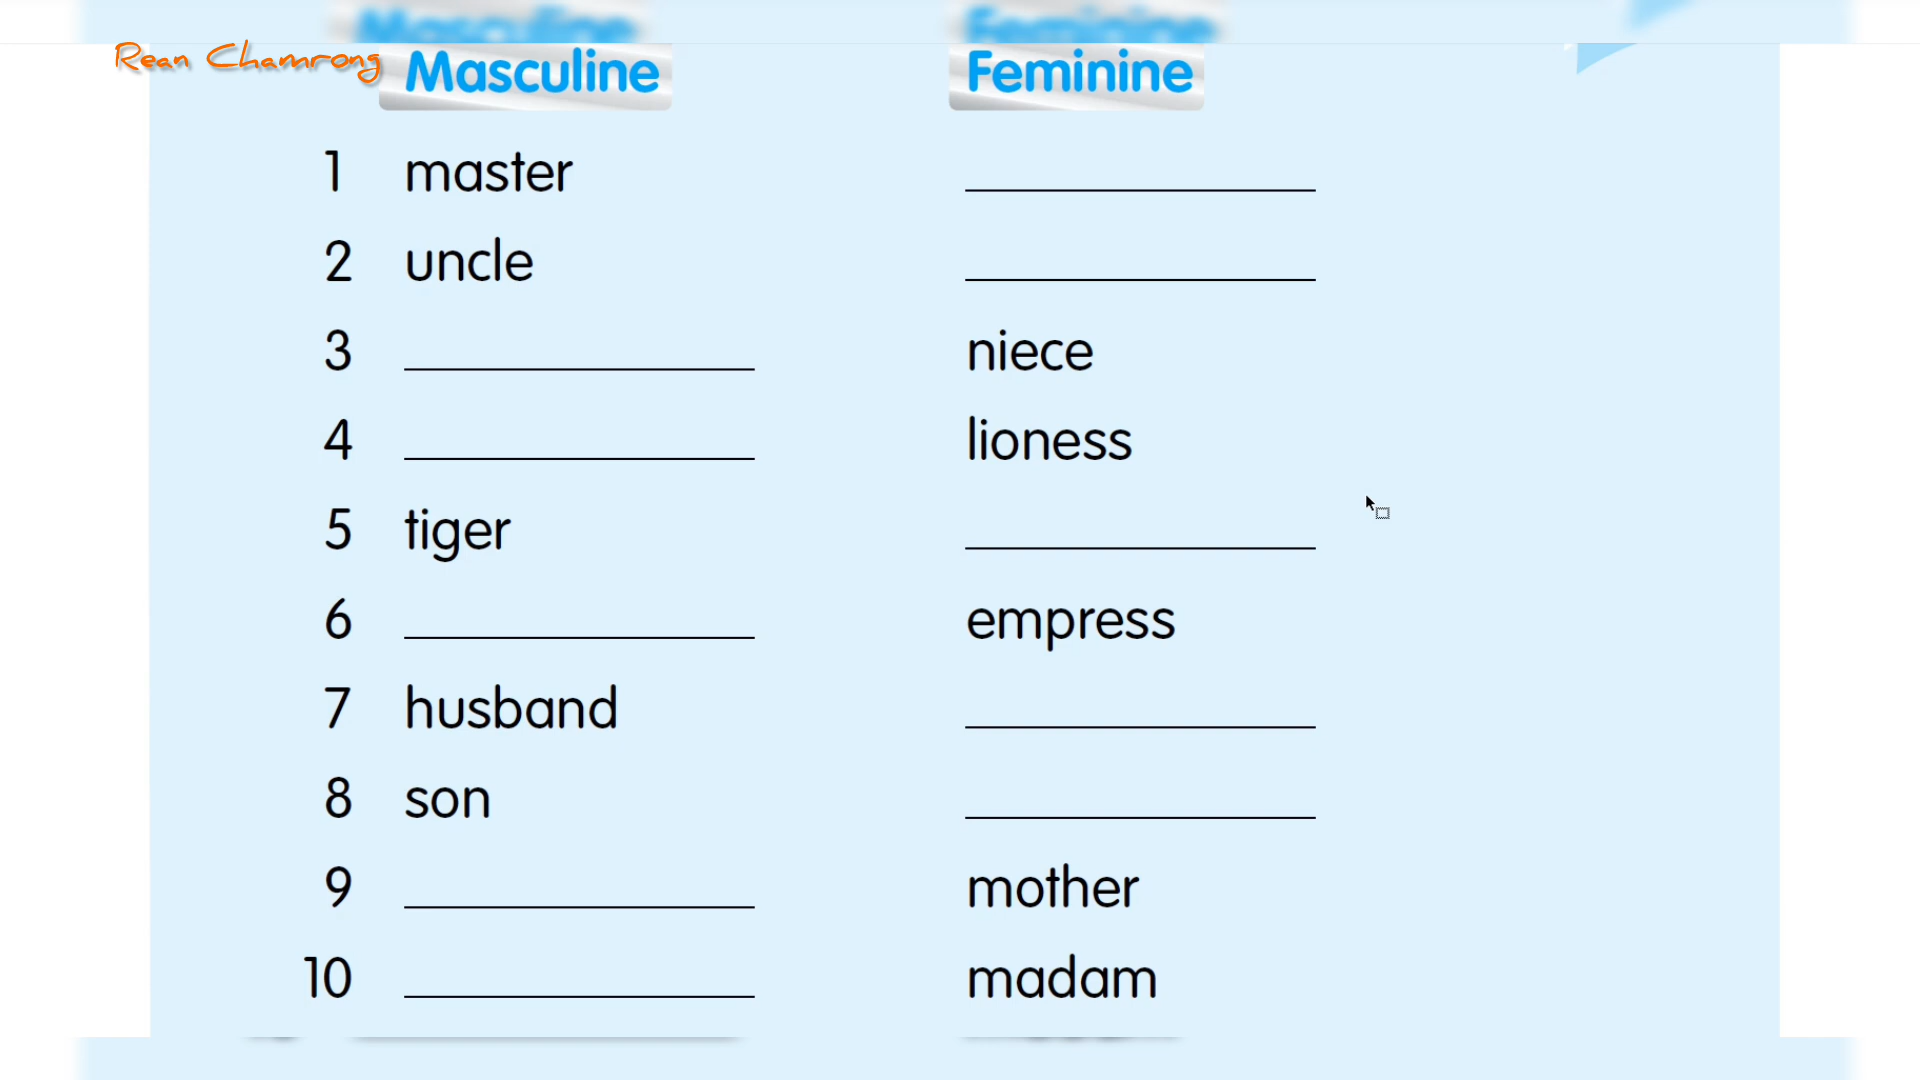 Rean Chamrong
Masculine Feminine
1 master
2 uncle
3 niece
4 lioness
5 tiger
6 empress
7 husband
8 son
9 mother
10 madam